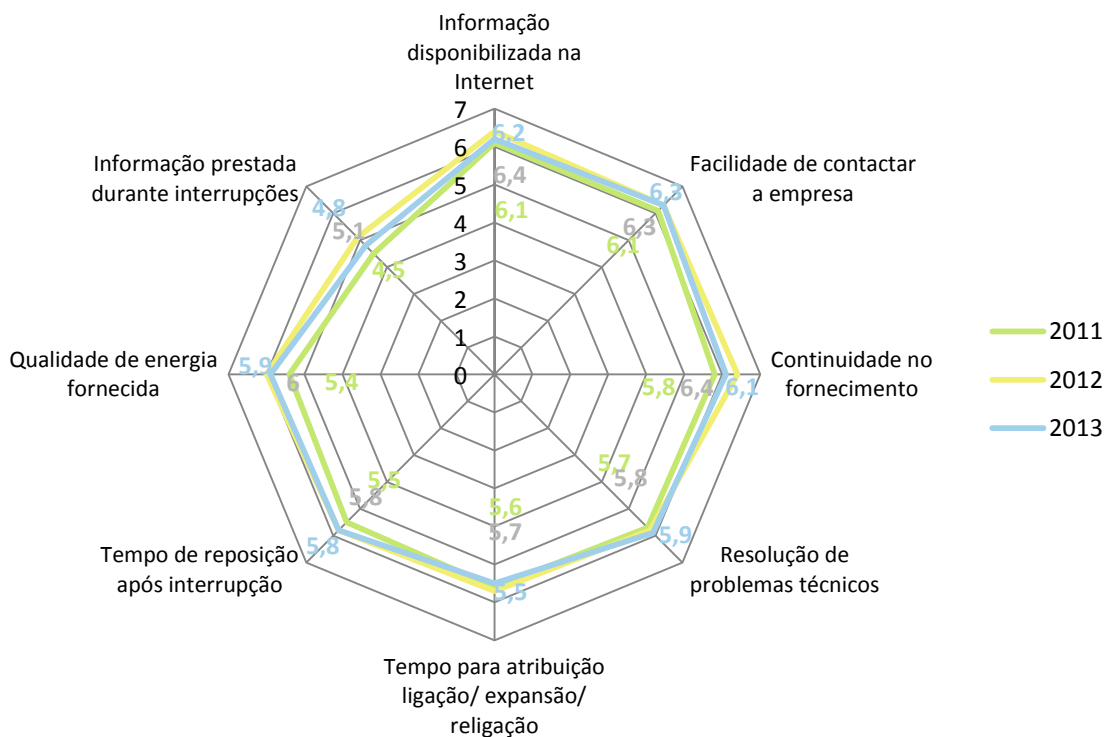 Informação
disponibilizada na
Internet
7
6,2
6
Informação prestada
durante interrupções
Facilidade de contactar
a empresa
6,3
4,8
5
6,4
5,1
6,3
6,1
4
6,1
4,5
3
2
1
2011
Qualidade de energia
fornecida
5,9
6
5,4
0
5,8
6,4
6,1
Continuidade no
fornecimento
2012
2013
5,7
5,5
5,8
5,8
5,6
5,7
5,8
5,9
Tempo de reposição
após interrupção
Resolução de
problemas técnicos
5,5
Tempo para atribuição
ligação/ expansão/
religação